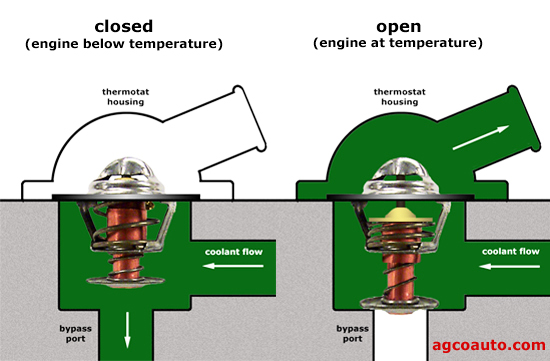 closed
(engine below temperature)
thermostat
housing
coolant flow
bypass
port
open
(engine at temperature)
thermostat
housing
coolant flow
bypass
port
agcoauto.com